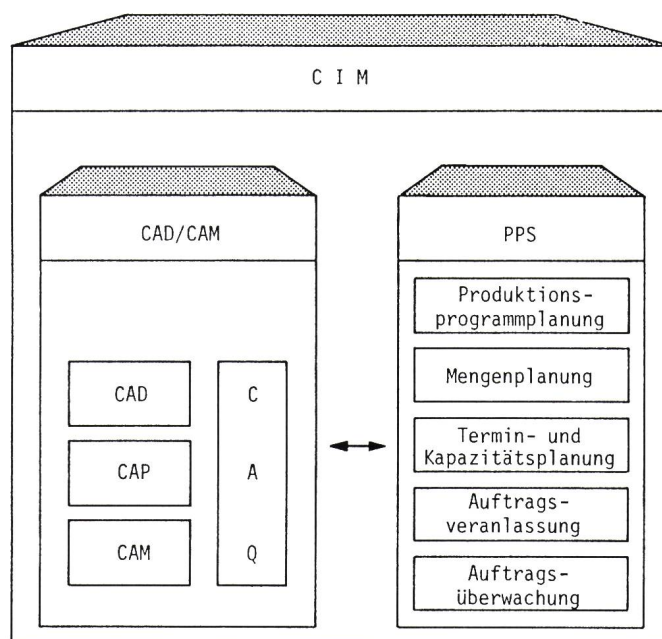 C I M
CAD/CAM
CAD
CAP
CAM
C
A
Q
PPS
Produktions-
programmplanung
Mengenplanung
Termin- und
Kapazitätsplanung
Auftrags-
veranlassung
Auftrags-
überwachung